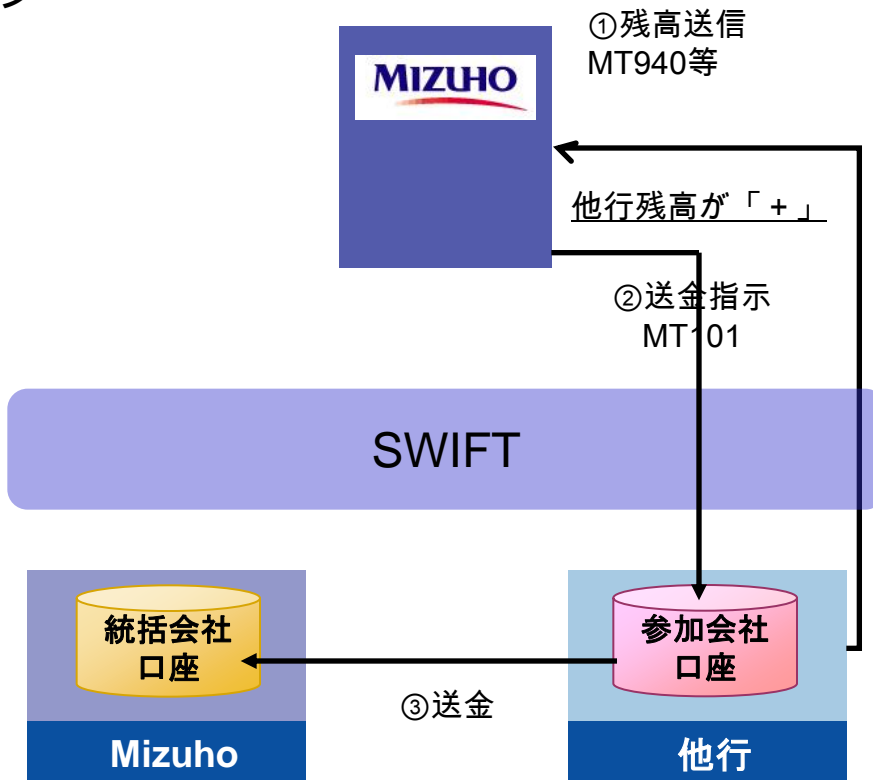 ①残高送信
MT940等
MIZUHO
他行残高が「+」
②送金指示
MT101
SWIFT
統括会社
口座
参加会社
口座
③送金
Mizuho
他行